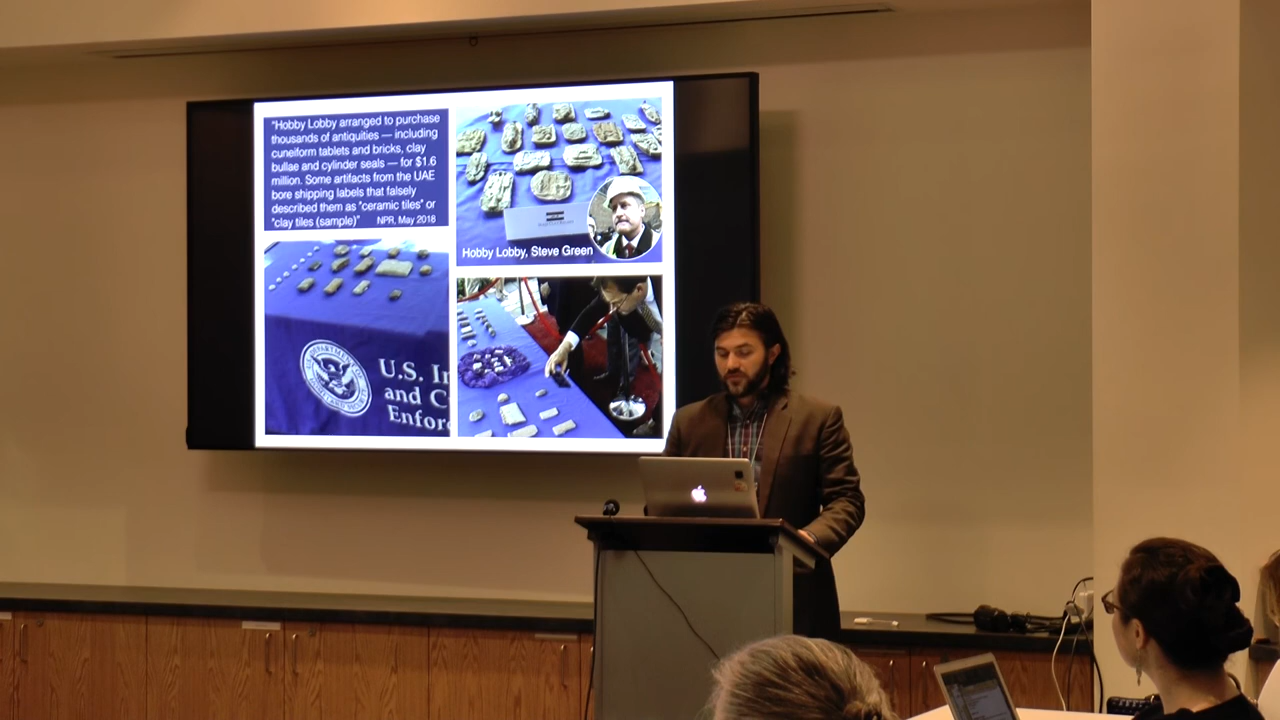 "Hobby Lobby arranged to purchase
thousands of antiquities — including
cuneiform tablets and bricks, clay
bullae and cylinder seals — for $1.6
million. Some artifacts from the UAE
bore shipping labels that falsely
described them as "ceramic tiles" or
"clay tiles (sample)" NPR, May 2018
Hobby Lobby, Steve Green
U.S. I
and C
Enfor